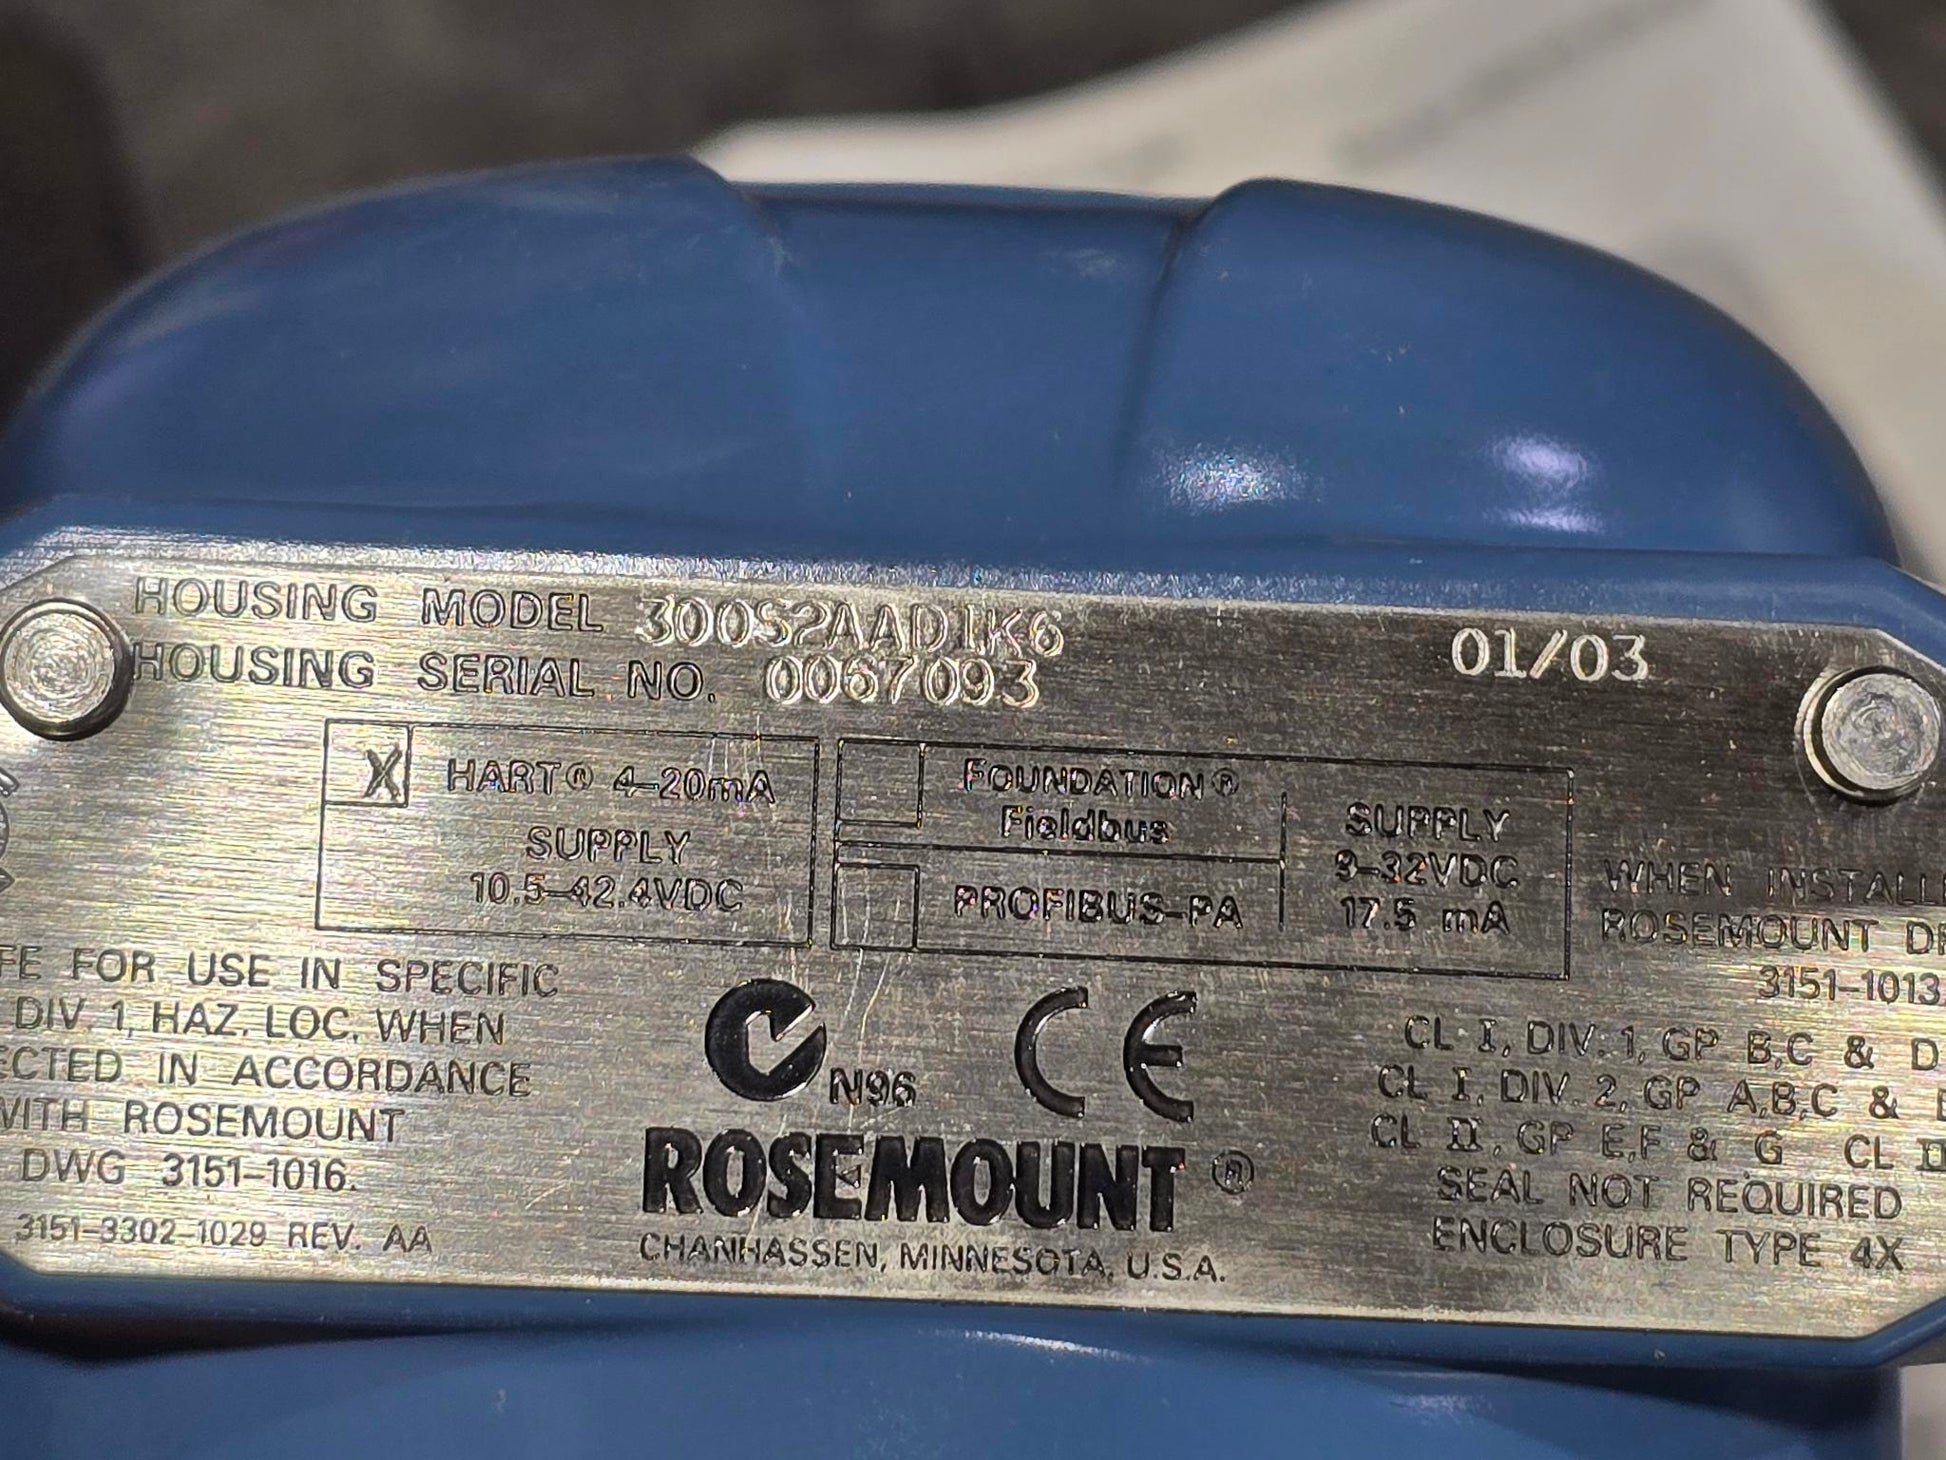 HOUSING MODEL 300S2AAD1K6
01/03
HOUSING SERIAL NO. 0067093
X HART® 4-20mA
SUPPLY
10.5-42.4VDC
FOUNDATION®
Fieldbus
PROFIBUS-PA
SUPPLY
9-32VDC
17.5 mA
FE FOR USE IN SPECIFIC
DIV. 1, HAZ. LOC. WHEN
ECTED IN ACCORDANCE
WITH ROSEMOUNT
DWG 3151-1016.
3151-3302-1029 REV. AA
N96
CE
ROSEMOUNT®
CHANHASSEN, MINNESOTA, U.S.A.
WHEN INSTALLE
ROSEMOUNT
3151-1013
CL I, DIV. 1, GP B,C & D
CL I, DIV. 2, GP A,B,C &
CL II, GP E,F & G CL
SEAL NOT REQUIRED
ENCLOSURE TYPE 4X